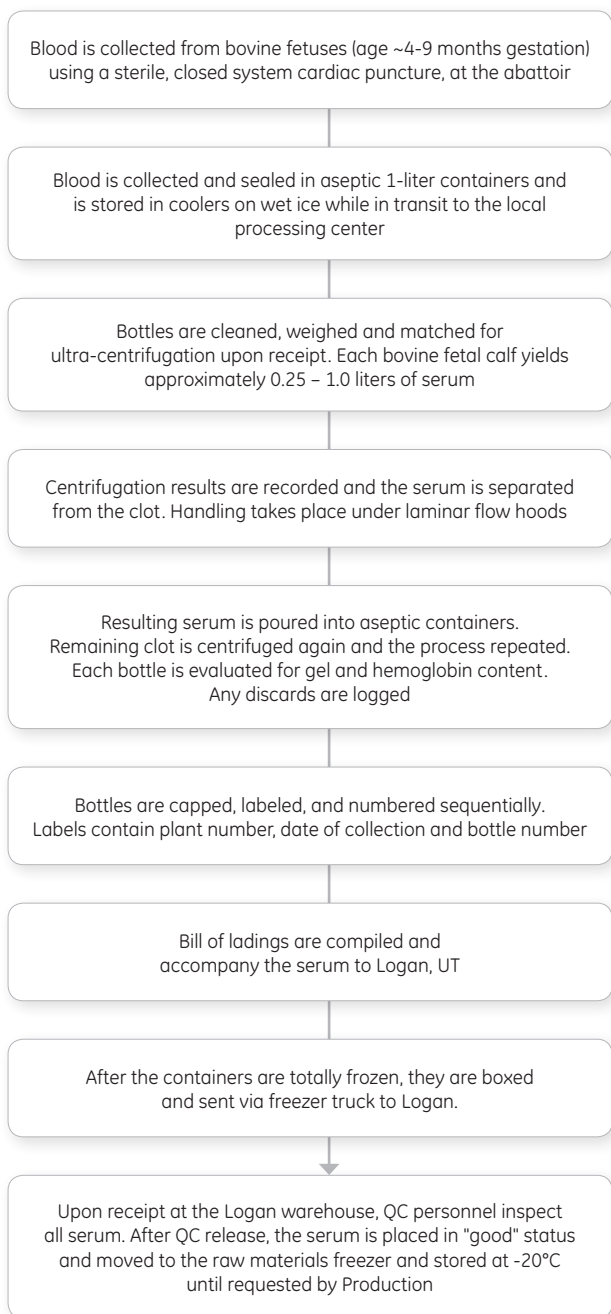 Blood is collected from bovine fetuses (age ~4-9 months gestation)
using a sterile, closed system cardiac puncture, at the abattoir
Blood is collected and sealed in aseptic 1-liter containers and
is stored in coolers on wet ice while in transit to the local
processing center
Bottles are cleaned, weighed and matched for
ultra-centrifugation upon receipt. Each bovine fetal calf yields
approximately 0.25 – 1.0 liters of serum
Centrifugation results are recorded and the serum is separated
from the clot. Handling takes place under laminar flow hoods
Resulting serum is poured into aseptic containers.
Remaining clot is centrifuged again and the process repeated.
Each bottle is evaluated for gel and hemoglobin content.
Any discards are logged
Bottles are capped, labeled, and numbered sequentially.
Labels contain plant number, date of collection and bottle number
Bill of ladings are compiled and
accompany the serum to Logan, UT
After the containers are totally frozen, they are boxed
and sent via freezer truck to Logan.
Upon receipt at the Logan warehouse, QC personnel inspect
all serum. After QC release, the serum is placed in "good" status
and moved to the raw materials freezer and stored at -20°C
until requested by Production